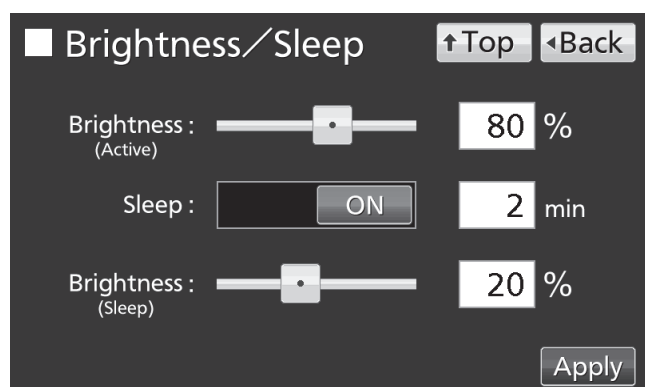 Brightness／Sleep ↑Top ◂Back
Brightness : 80 %
(Active)
Sleep : ON 2 min
Brightness : 20 %
(Sleep)
Apply